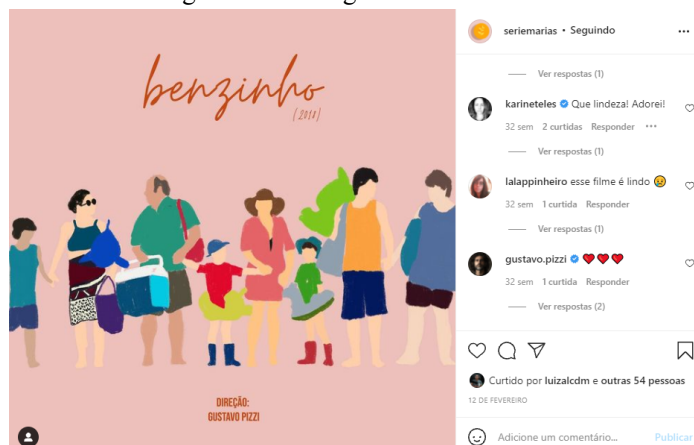 benzinho
[2018]
DIREÇÃO:
GUSTAVO PIZZI
seriemarias • Seguindo
Ver respostas (1)
karineteles Que lindeza! Adorei!
32 sem 2 curtidas Responder
Ver respostas (1)
lalappinheiro esse filme é lindo 😢
32 sem 1 curtida Responder
Ver respostas (1)
gustavo.pizzi ❤❤❤
32 sem 1 curtida Responder
Ver respostas (2)
Curtido por luizalcdm e outras 54 pessoas
12 DE FEVEREIRO
Adicione um comentário... Publicar